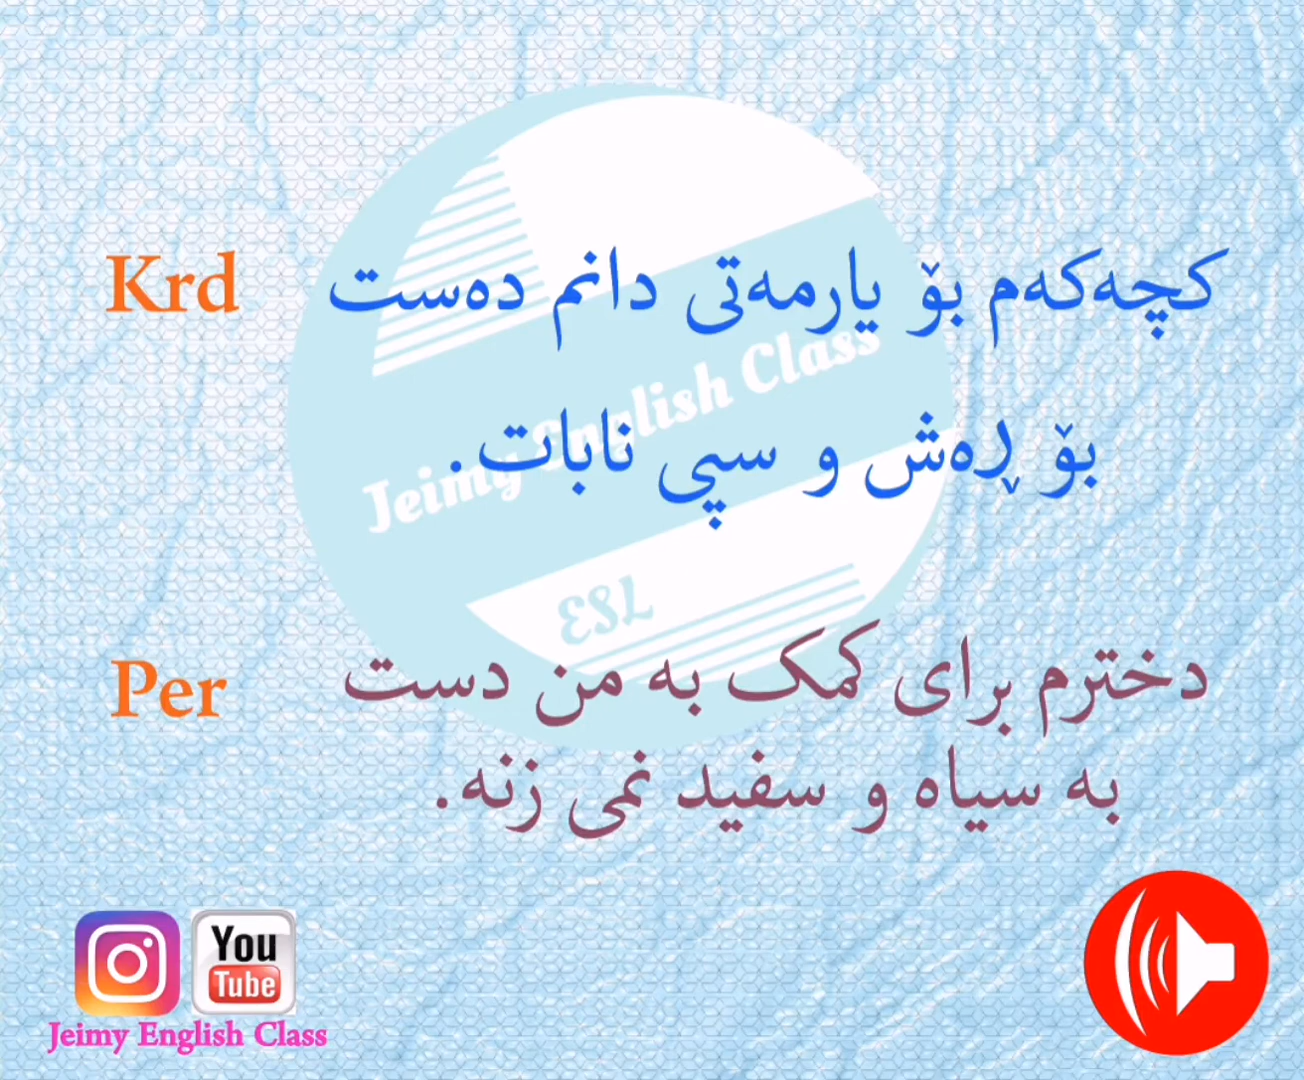 Krd کچەکەم بۆ یارمەتی دانم دەست
بۆ ڕەش و سپی نابات.
Jeimy English Class
ESL
Per دخترم برای کمک به من دست
به سیاه و سفید نمی زنه.
You
Tube
Jeimy English Class